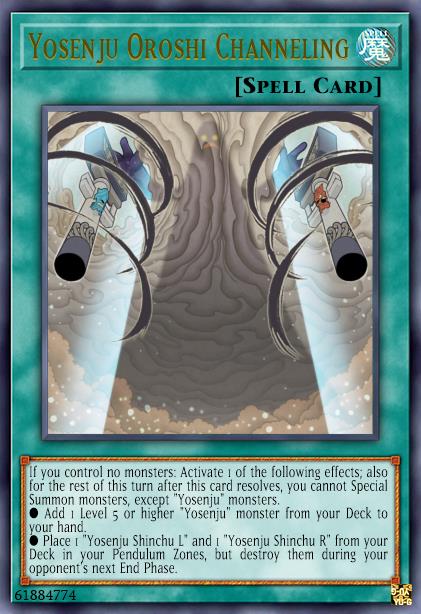 Yosenju Oroshi Channeling
SPELL
魔
[Spell Card]
If you control no monsters: Activate 1 of the following effects; also
for the rest of this turn after this card resolves, you cannot Special
Summon monsters, except "Yosenju" monsters.
● Add 1 Level 5 or higher "Yosenju" monster from your Deck to
your hand.
● Place 1 "Yosenju Shinchu L" and 1 "Yosenju Shinchu R" from your
Deck in your Pendulum Zones, but destroy them during your
opponent's next End Phase.
61884774